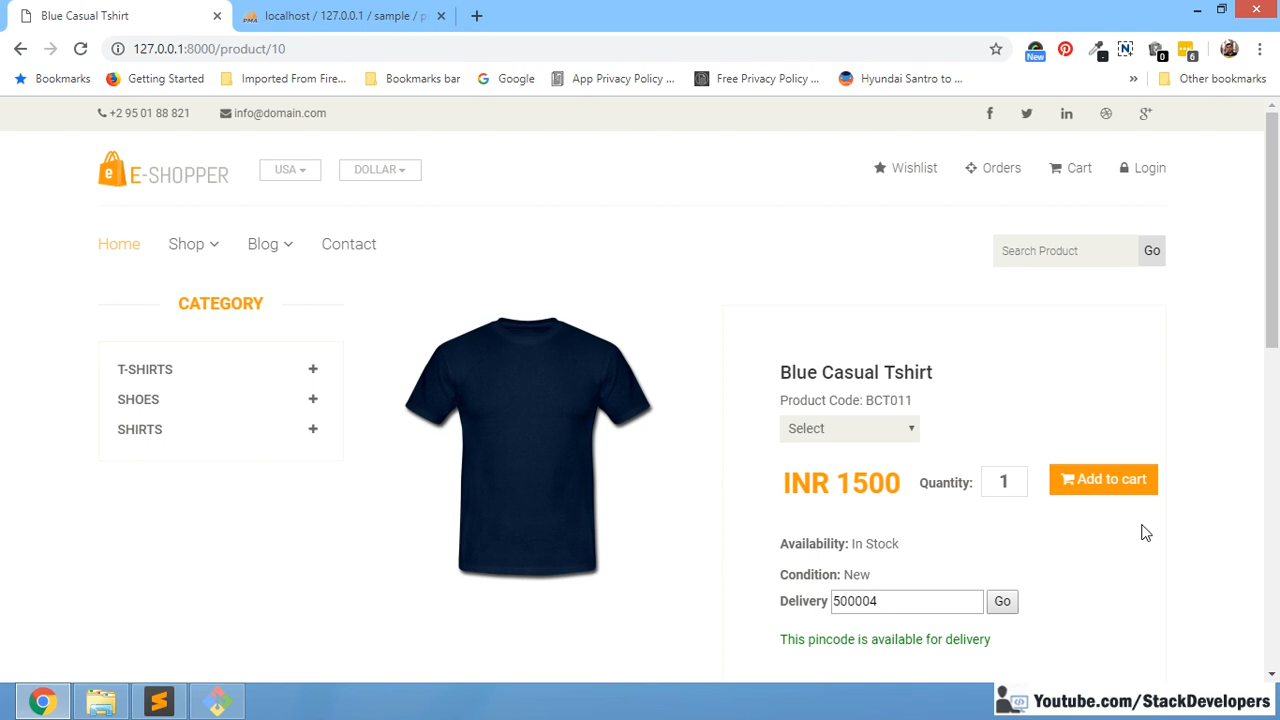 Blue Casual Tshirt
localhost / 127.0.0.1 / sample / p
127.0.0.1:8000/product/10
New
0
6
Bookmarks
Getting Started
Imported From Fire...
Bookmarks bar
Google
App Privacy Policy ...
Free Privacy Policy ...
Hyundai Santro to ...
»
Other bookmarks
+2 95 01 88 821
info@domain.com
E-SHOPPER
USA
DOLLAR
Wishlist
Orders
Cart
Login
Home
Shop
Blog
Contact
Search Product
Go
CATEGORY
T-SHIRTS
SHOES
SHIRTS
Blue Casual Tshirt
Product Code: BCT011
Select
INR 1500
Quantity:
1
Add to cart
Availability: In Stock
Condition: New
Delivery
500004
Go
This pincode is available for delivery
Youtube.com/StackDevelopers